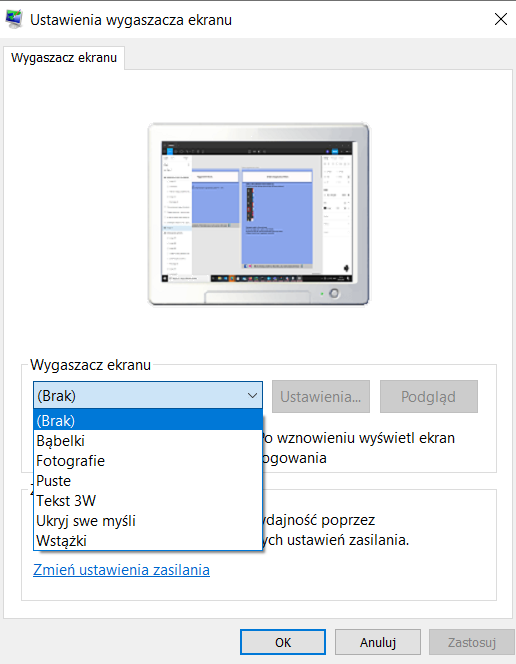 Ustawienia wygaszacza ekranu
Wygaszacz ekranu
Wygaszacz ekranu
(Brak)
Ustawienia...
Podgląd
(Brak)
Bąbelki
Fotografie
Puste
Tekst 3W
Ukryj swe myśli
Wstążki
wznowieniu wyświetl ekran
ogowania
ydajność poprzez
ych ustawień zasilania.
Zmień ustawienia zasilania
OK
Anuluj
Zastosuj